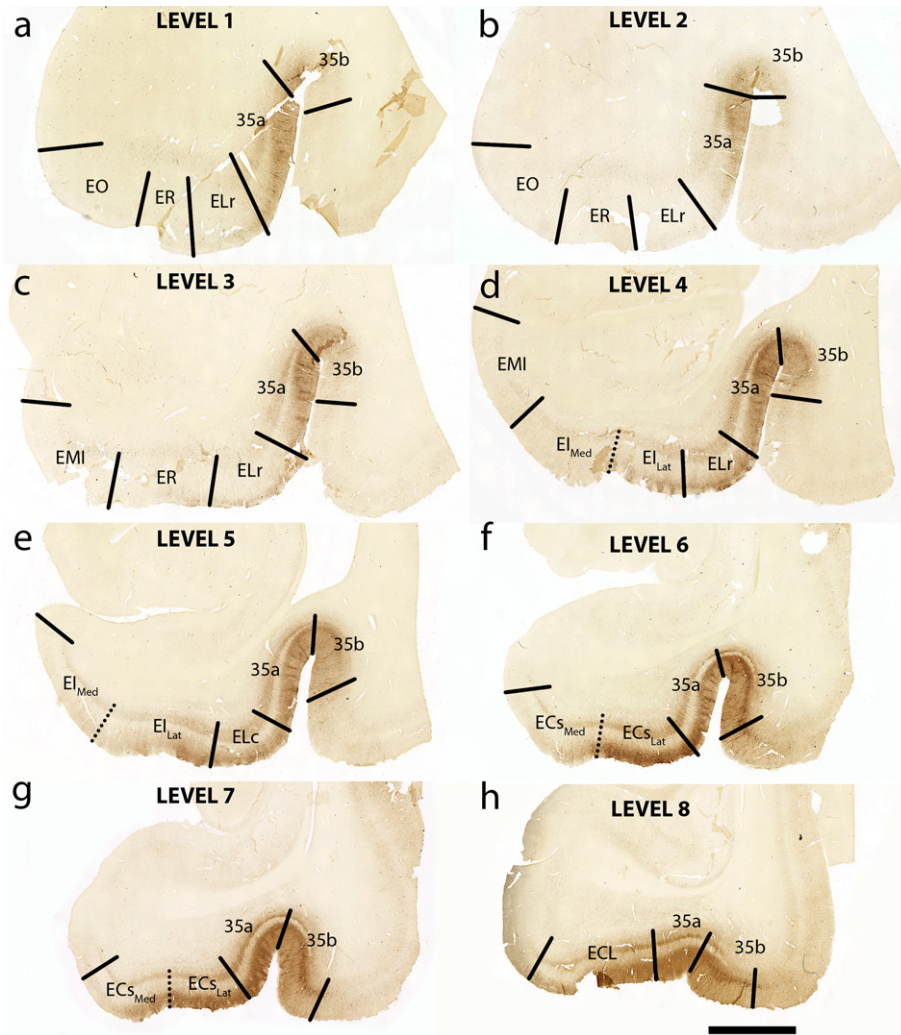 a LEVEL 1
35b
35a
EO ER ELr
b LEVEL 2
35b
35a
EO ER ELr
c LEVEL 3
35a 35b
EMI ER ELr
d LEVEL 4
EMI 35a 35b
EIMed EILat ELr
e LEVEL 5
35a 35b
EIMed EILat ELc
f LEVEL 6
35a 35b
ECsMed ECsLat
g LEVEL 7
35a 35b
ECsMed ECsLat
h LEVEL 8
35a
ECL 35b